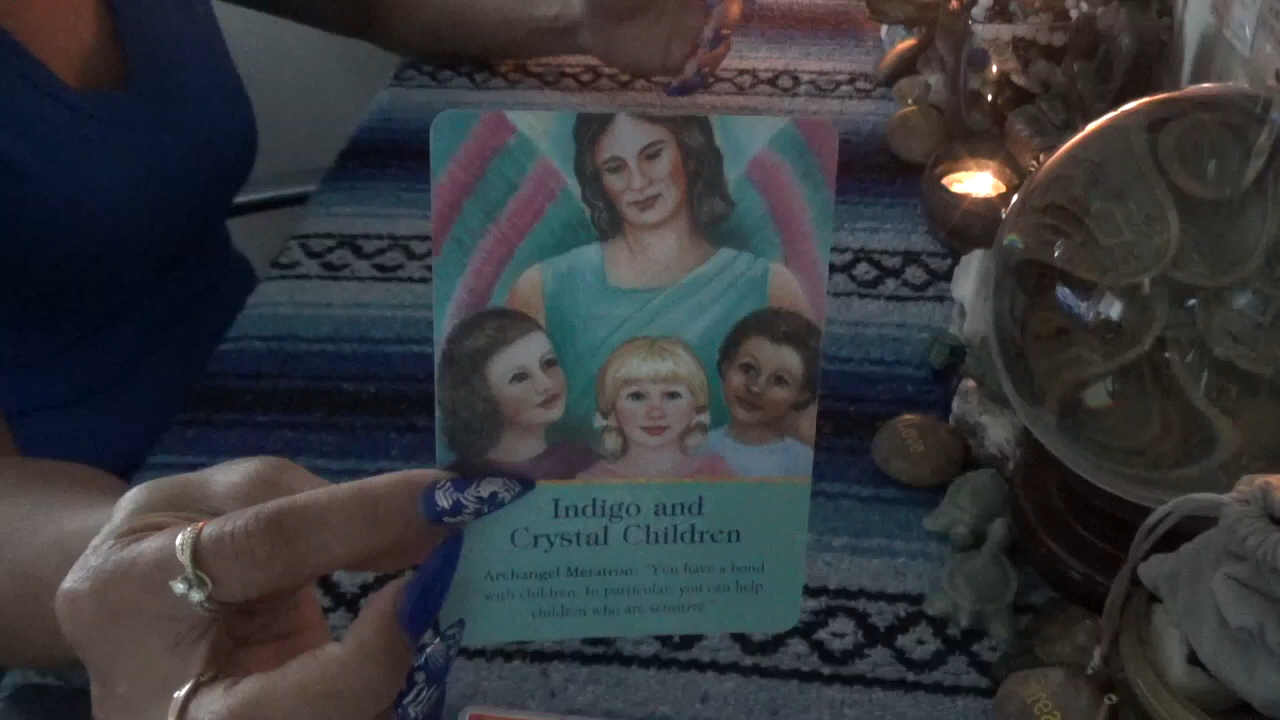 Indigo and
Crystal Children
Archangel Metatron: "You have a bond
with children. In particular, you can help
children who are sensitive."
Love